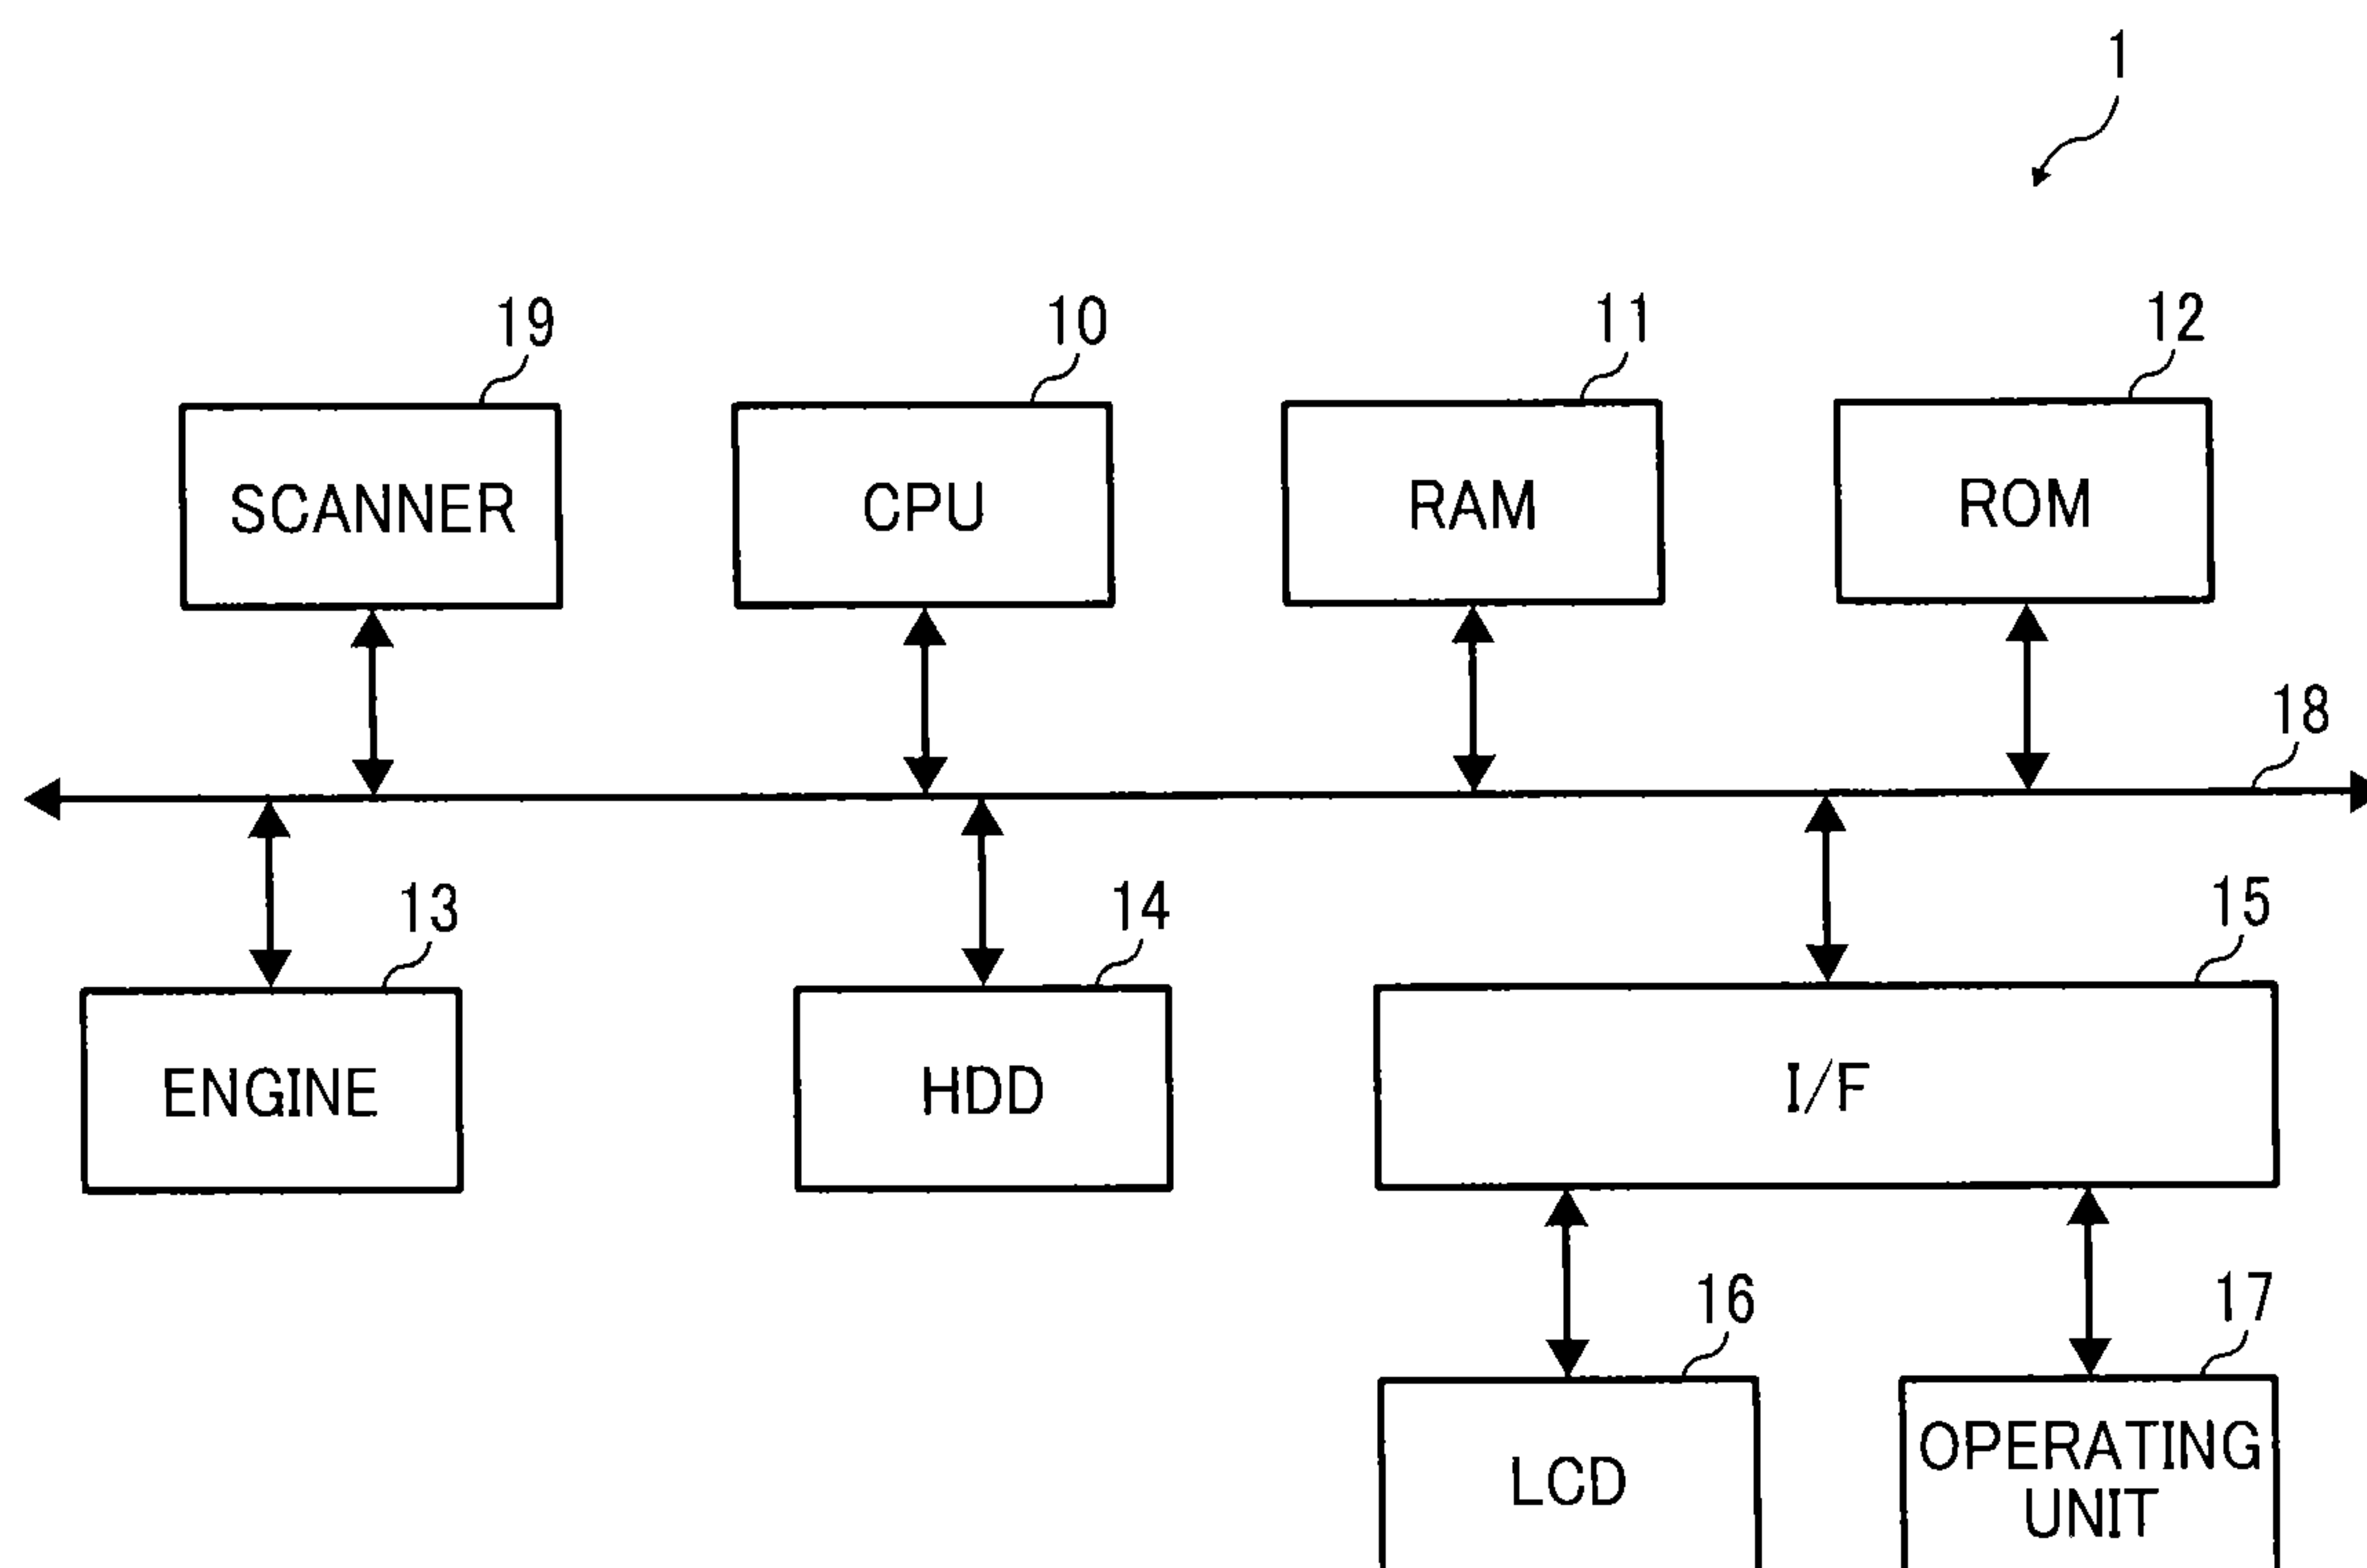 1
19
10
11
12
SCANNER
CPU
RAM
ROM
18
13
14
15
ENGINE
HDD
I/F
16
17
LCD
OPERATING
UNIT